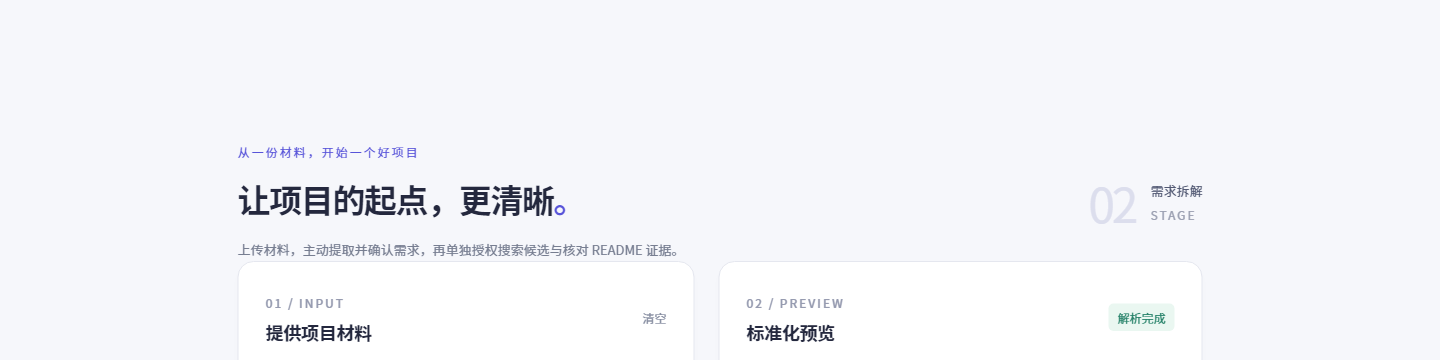 从一份材料，开始一个好项目
让项目的起点，更清晰。
02
需求拆解
STAGE
上传材料，主动提取并确认需求，再单独授权搜索候选与核对 README 证据。
01 / INPUT
提供项目材料
清空
02 / PREVIEW
标准化预览
解析完成